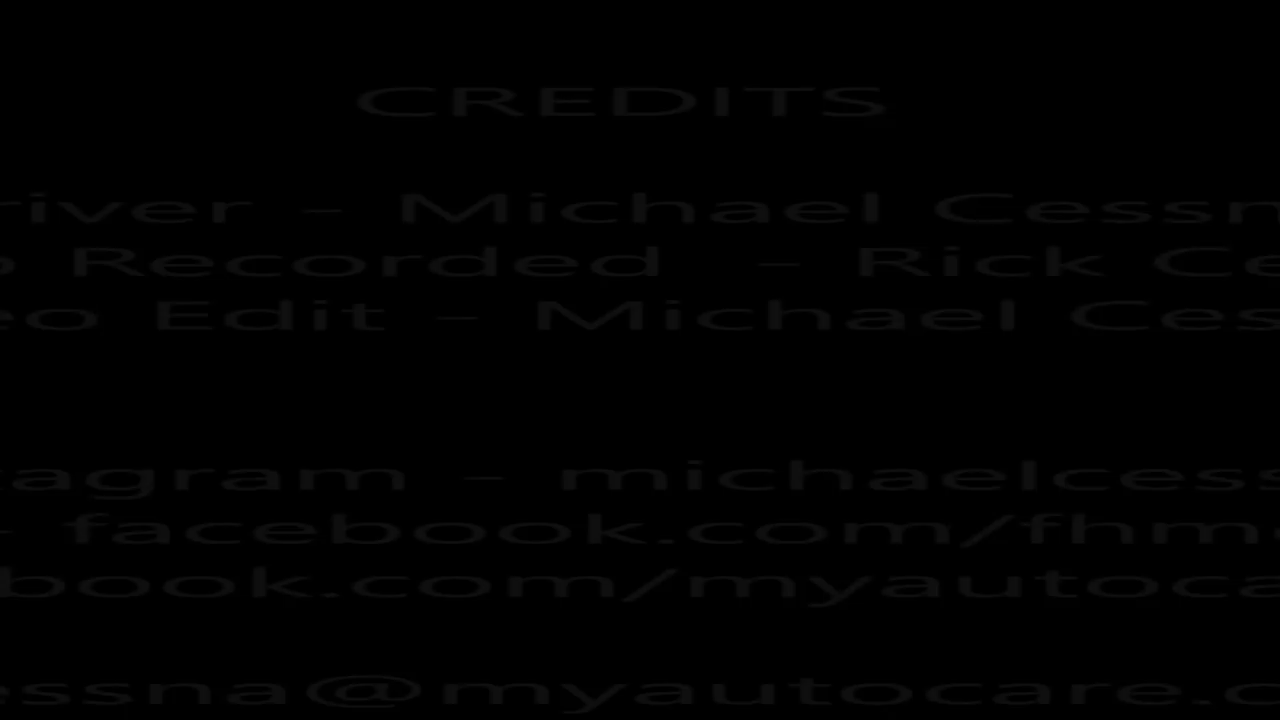 CREDITS
river - Michael Cessn
o Recorded - Rick Ce
eo Edit - Michael Ces
tagram - michaelcess
- facebook.com/fhm
book.com/myautoca
essna@myautocare.c